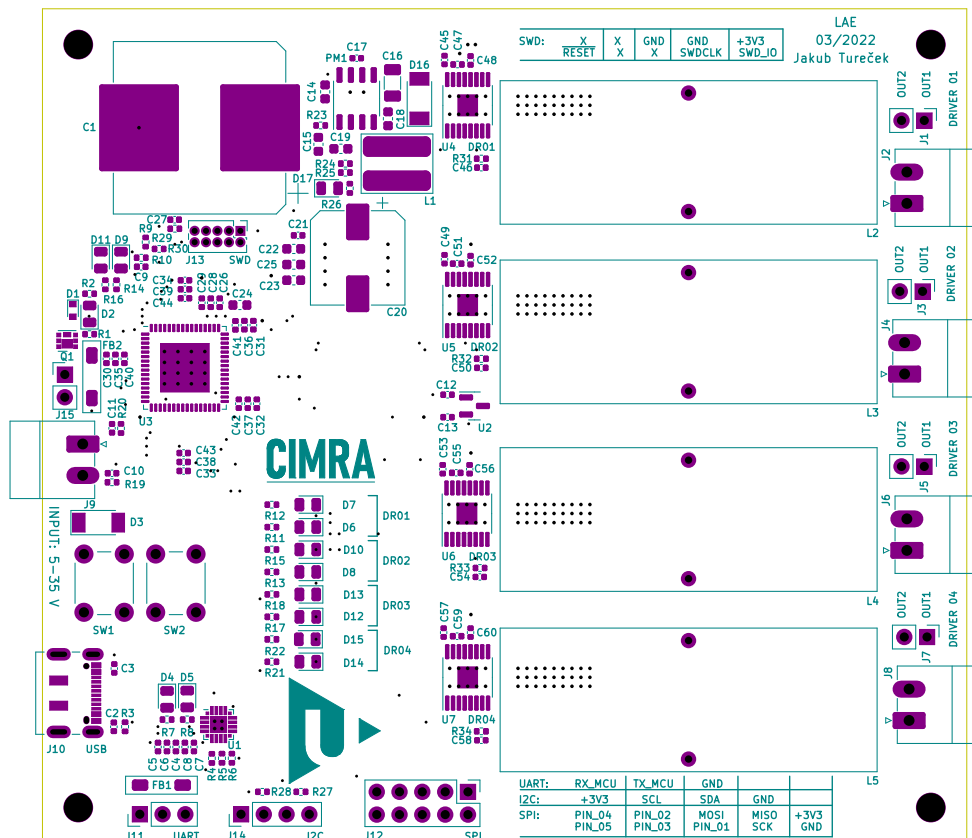 LAE
03/2022
Jakub Tureček
SWD: X X GND GND +3V3
RESET X X SWDCLK SWD_IO
C45
C47
C48
C17
PM1
C16
D16
C14
C18
R23
C15
C19
R24
R25
D17
R26
L1
C1
U4 DR01
R31
C46
OUT2
OUT1
DRIVER 01
J1
J2
L2
C27
R9
R29
R30
J13 SWD
C21
C22
C25
C23
C20
D11 D9
R10
C9
R2
R14
R16
D1
D2
C34
C39
C44
C29
C28
C26
C24
R1
Q1
FB2
C30
C35
C40
C41
C36
C31
C49
C51
C52
U5 DR02
R32
C50
OUT2
OUT1
DRIVER 02
J3
J4
L3
J15
C11
R20
U3
C42
C37
C32
C12
C13
U2
C43
C38
C33
C10
R19
J9
D3
INPUT: 5-35 V
CIMRA
C53
C55
C56
U6 DR03
R33
C54
OUT2
OUT1
DRIVER 03
J5
J6
L4
R12
D7
DR01
R11
D6
R15
D10
DR02
R13
D8
R18
D13
DR03
R17
D12
R22
D15
DR04
R21
D14
SW1 SW2
C57
C59
C60
U7 DR04
R34
C58
OUT2
OUT1
DRIVER 04
J7
J8
L5
C3
C2 R3
J10 USB
D4 D5
R7 R8
U1
C5
C6
C4
C8
C7
R4
R5
R6
FB1
R28 R27
J11 UART
J14 I2C
J12 SPI
UART: RX_MCU TX_MCU GND
I2C: +3V3 SCL SDA GND
SPI: PIN_04 PIN_02 MOSI MISO +3V3
PIN_05 PIN_03 PIN_01 SCK GND